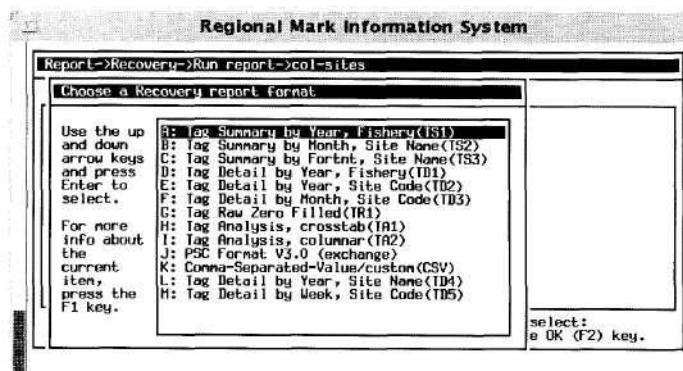 Regional Mark Information System
Report->Recovery->Run report->col-sites
Choose a Recovery report format
Use the up
and down
arrow keys
and press
Enter to
select.
For more
info about
the
current
item,
press the
F1 key.
A: Tag Summary by Year, Fishery(TS1)
B: Tag Summary by Month, Site Name(TS2)
C: Tag Summary by Fortnt, Site Name(TS3)
D: Tag Detail by Year, Fishery(TD1)
E: Tag Detail by Year, Site Code(TD2)
F: Tag Detail by Month, Site Code(TD3)
G: Tag Raw Zero Filled(TR1)
H: Tag Analysis, crosstab(TA1)
I: Tag Analysis, columnar(TA2)
J: PSC Format V3.0 (exchange)
K: Comma-Separated-Value/custom(CSV)
L: Tag Detail by Year, Site Name(TD4)
M: Tag Detail by Week, Site Code(TD5)
select:
e OK (F2) key.